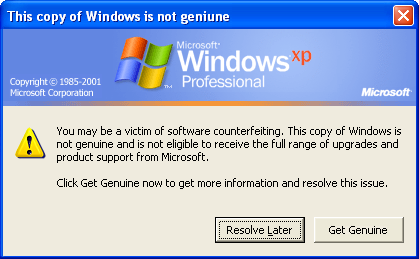 This copy of Windows is not geniune
Microsoft®
Windows xp
Professional
Copyright © 1985-2001
Microsoft Corporation
Microsoft
You may be a victim of software counterfeiting. This copy of Windows is
not genuine and is not eligible to receive the full range of upgrades and
product support from Microsoft.
Click Get Genuine now to get more information and resolve this issue.
Resolve Later
Get Genuine